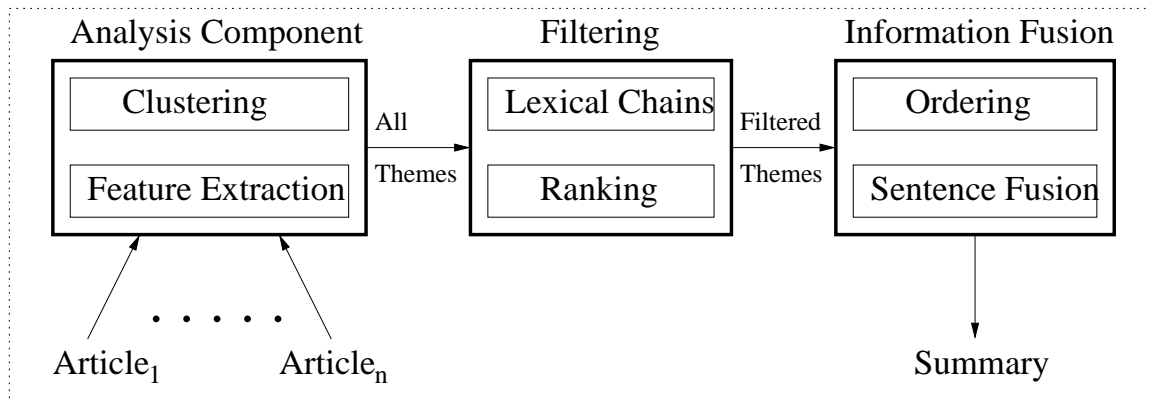 Analysis Component
Filtering
Information Fusion
Clustering
Feature Extraction
All
Themes
Lexical Chains
Ranking
Filtered
Themes
Ordering
Sentence Fusion
Article1
. . . . .
Articlen
Summary